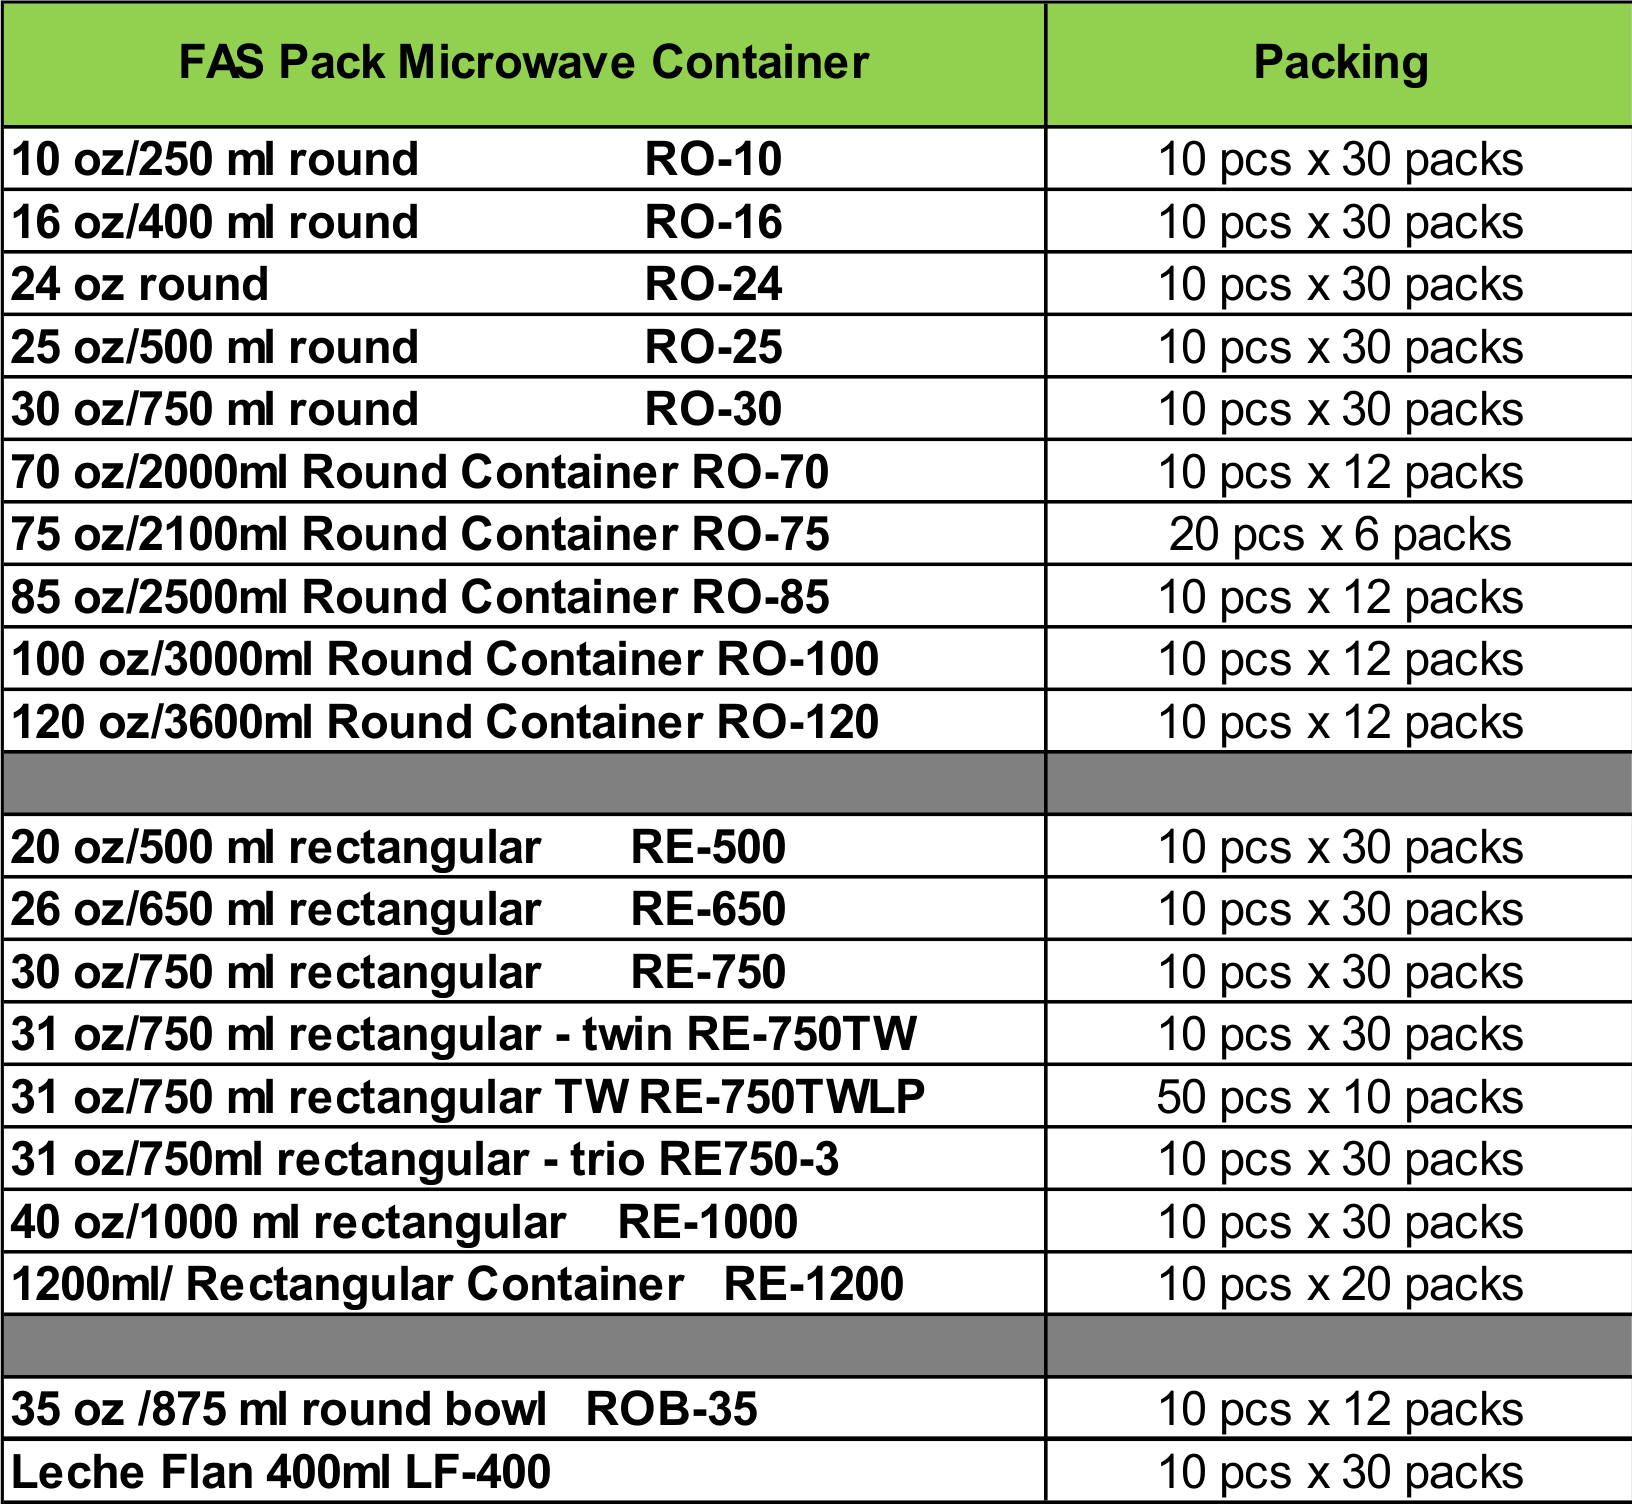 FAS Pack Microwave Container Packing
10 oz/250 ml round RO-10 10 pcs x 30 packs
16 oz/400 ml round RO-16 10 pcs x 30 packs
24 oz round RO-24 10 pcs x 30 packs
25 oz/500 ml round RO-25 10 pcs x 30 packs
30 oz/750 ml round RO-30 10 pcs x 30 packs
70 oz/2000ml Round Container RO-70 10 pcs x 12 packs
75 oz/2100ml Round Container RO-75 20 pcs x 6 packs
85 oz/2500ml Round Container RO-85 10 pcs x 12 packs
100 oz/3000ml Round Container RO-100 10 pcs x 12 packs
120 oz/3600ml Round Container RO-120 10 pcs x 12 packs
20 oz/500 ml rectangular RE-500 10 pcs x 30 packs
26 oz/650 ml rectangular RE-650 10 pcs x 30 packs
30 oz/750 ml rectangular RE-750 10 pcs x 30 packs
31 oz/750 ml rectangular - twin RE-750TW 10 pcs x 30 packs
31 oz/750 ml rectangular TW RE-750TWLP 50 pcs x 10 packs
31 oz/750ml rectangular - trio RE750-3 10 pcs x 30 packs
40 oz/1000 ml rectangular RE-1000 10 pcs x 30 packs
1200ml/ Rectangular Container RE-1200 10 pcs x 20 packs
35 oz /875 ml round bowl ROB-35 10 pcs x 12 packs
Leche Flan 400ml LF-400 10 pcs x 30 packs